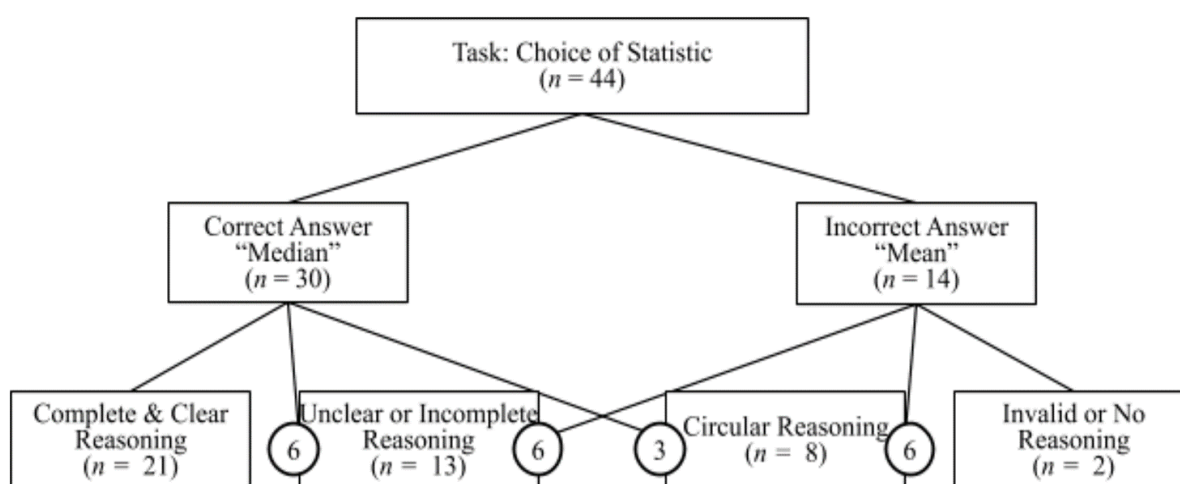 Task: Choice of Statistic
(n = 44)
Correct Answer
“Median”
(n = 30)
Incorrect Answer
“Mean”
(n = 14)
Complete & Clear
Reasoning
(n = 21)
6
Unclear or Incomplete
Reasoning
(n = 13)
6
3
Circular Reasoning
(n = 8)
6
Invalid or No
Reasoning
(n = 2)